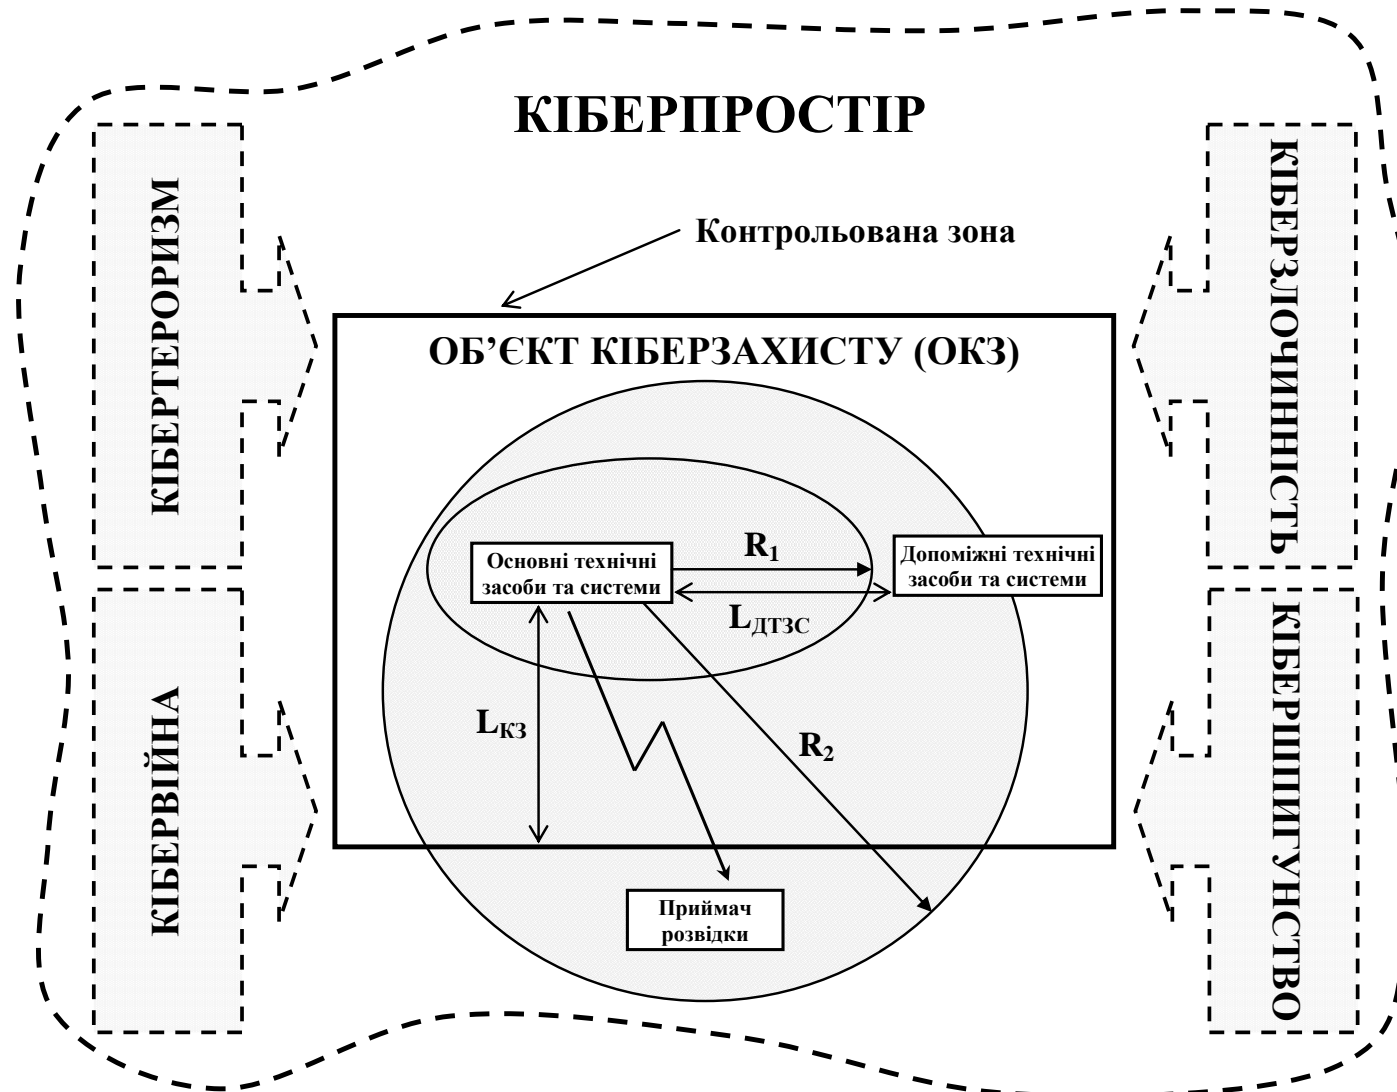 КІБЕРПРОСТІР
КІБЕРТЕРОРИЗМ
КІБЕРЗЛОЧИННІСТЬ
Контрольована зона
ОБ’ЄКТ КІБЕРЗАХИСТУ (ОКЗ)
Основні технічні
засоби та системи
R1
Допоміжні технічні
засоби та системи
LДТЗС
КІБЕРВІЙНА
LКЗ
R2
КІБЕРШПИГУНСТВО
Приймач
розвідки